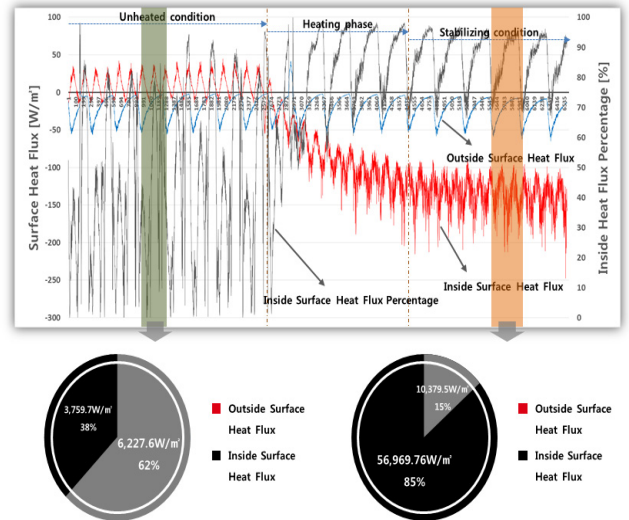 Unheated condition
Heating phase
Stabilizing condition
Surface Heat Flux [W/㎡]
100
50
0
-50
-100
-150
-200
-250
-300
Inside Heat Flux Percentage [%]
100
90
80
70
60
50
40
30
20
10
0
Outside Surface Heat Flux
Inside Surface Heat Flux
Inside Surface Heat Flux Percentage
3,759.7W/㎡
38%
6,227.6W/㎡
62%
Outside Surface
Heat Flux
Inside Surface
Heat Flux
10,379.5W/㎡
15%
56,969.76W/㎡
85%
Outside Surface
Heat Flux
Inside Surface
Heat Flux